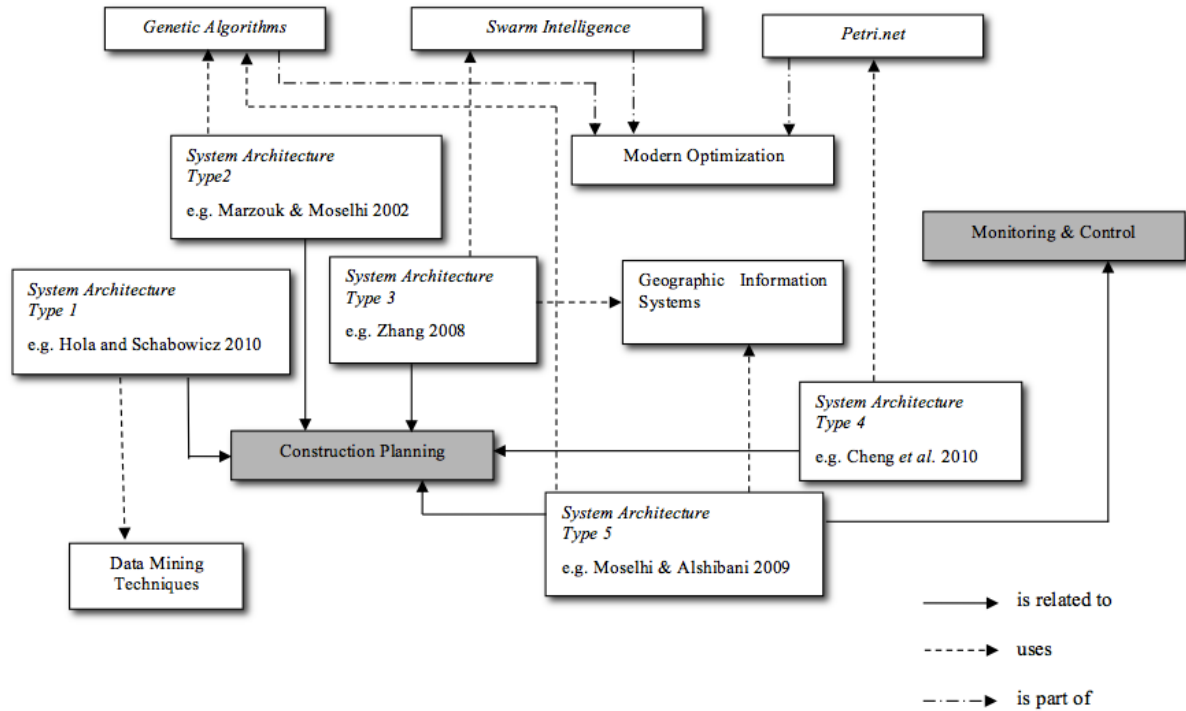 Genetic Algorithms
Swarm Intelligence
Petri.net
System Architecture
Type2
e.g. Marzouk & Moselhi 2002
Modern Optimization
Monitoring & Control
System Architecture
Type 1
e.g. Hola and Schabowicz 2010
System Architecture
Type 3
e.g. Zhang 2008
Geographic Information
Systems
System Architecture
Type 4
e.g. Cheng et al. 2010
Construction Planning
System Architecture
Type 5
e.g. Moselhi & Alshibani 2009
Data Mining
Techniques
is related to
uses
is part of